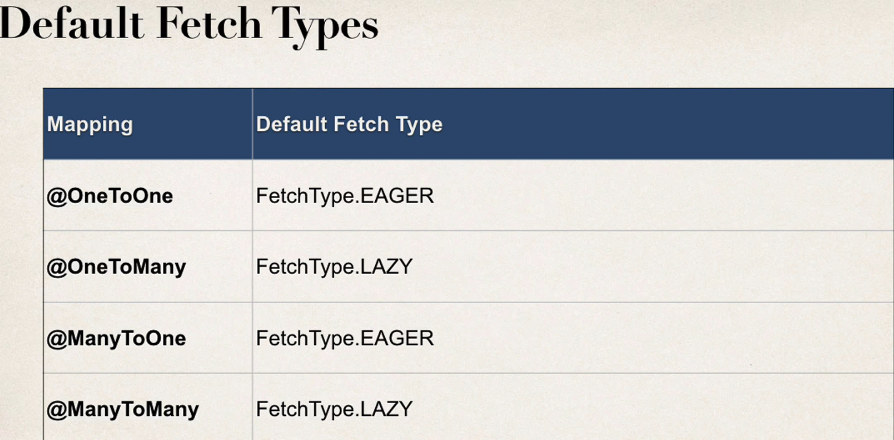 Default Fetch Types
Mapping Default Fetch Type
@OneToOne FetchType.EAGER
@OneToMany FetchType.LAZY
@ManyToOne FetchType.EAGER
@ManyToMany FetchType.LAZY